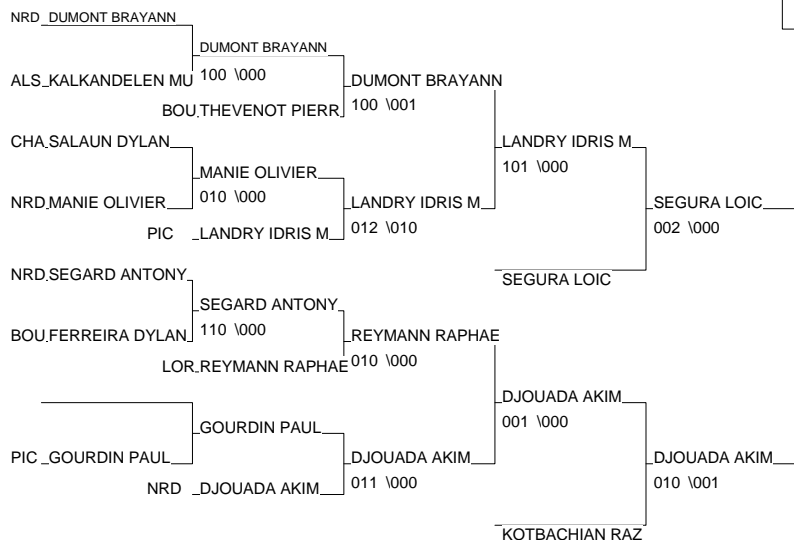 NRD DUMONT BRAYANN
DUMONT BRAYANN
ALS KALKANDELEN MU 100 \000 DUMONT BRAYANN
BOU THEVENOT PIERR 100 \001
CHA SALAUN DYLAN LANDRY IDRIS M
101 \000
MANIE OLIVIER
010 \000
NRD MANIE OLIVIER LANDRY IDRIS M SEGURA LOIC
012 \010 002 \000
PIC LANDRY IDRIS M
NRD SEGARD ANTONY SEGURA LOIC
SEGARD ANTONY
110 \000
BOU FERREIRA DYLAN REYMANN RAPHAE
LOR REYMANN RAPHAE 010 \000
DJOUADA AKIM
001 \000
GOURDIN PAUL
PIC GOURDIN PAUL DJOUADA AKIM DJOUADA AKIM
011 \000 010 \001
NRD DJOUADA AKIM
KOTBACHIAN RAZ